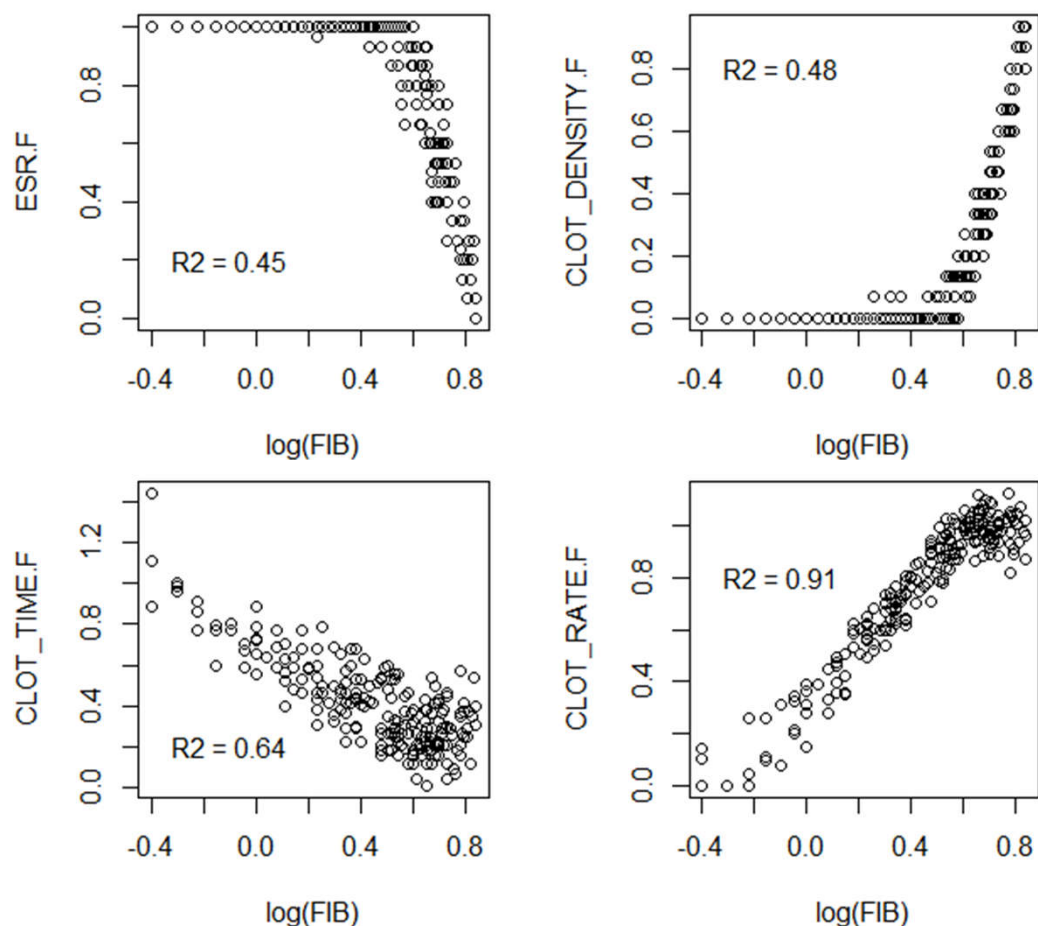 ESR.F
0.0 0.4 0.8
R2 = 0.45
-0.4 0.0 0.4 0.8
log(FIB)
CLOT_DENSITY.F
0.0 0.2 0.4 0.6 0.8
R2 = 0.48
-0.4 0.0 0.4 0.8
log(FIB)
CLOT_TIME.F
0.0 0.4 0.8 1.2
R2 = 0.64
-0.4 0.0 0.4 0.8
log(FIB)
CLOT_RATE.F
0.0 0.4 0.8
R2 = 0.91
-0.4 0.0 0.4 0.8
log(FIB)